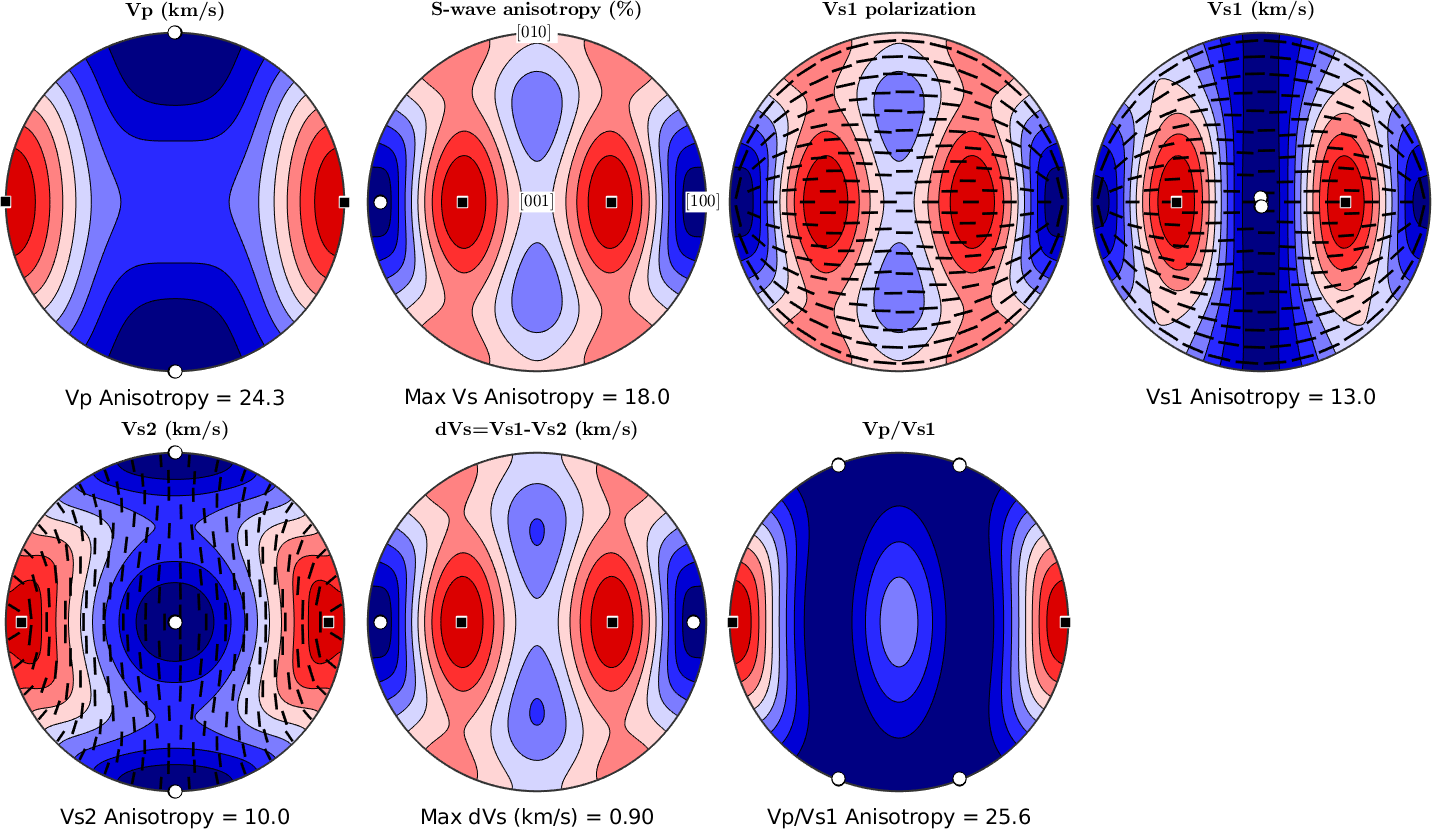 Vp (km/s)
S-wave anisotropy (%)
Vs1 polarization
Vs1 (km/s)
[010]
[001]
[100]
Vp Anisotropy = 24.3
Max Vs Anisotropy = 18.0
Vs1 Anisotropy = 13.0
Vs2 (km/s)
dVs=Vs1-Vs2 (km/s)
Vp/Vs1
Vs2 Anisotropy = 10.0
Max dVs (km/s) = 0.90
Vp/Vs1 Anisotropy = 25.6